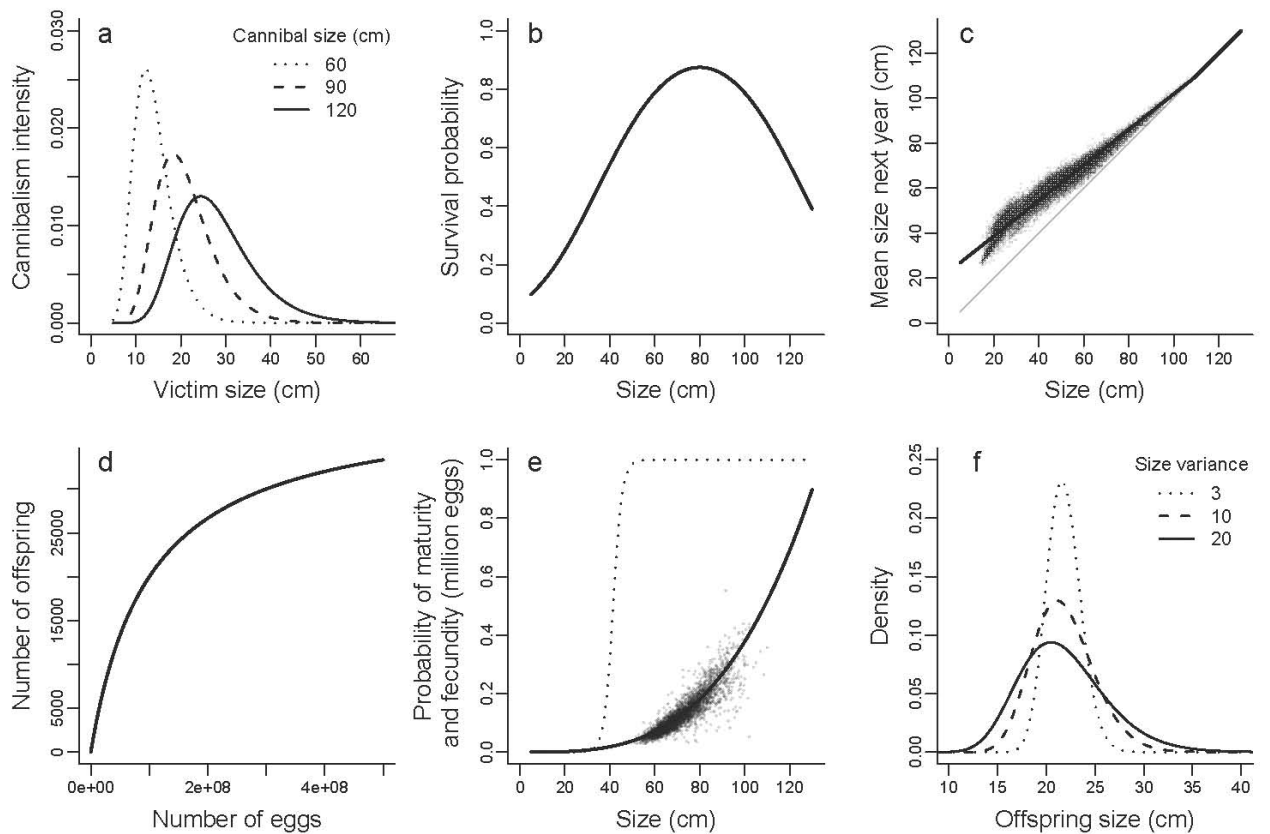 a
Cannibal size (cm)
60
90
120
Cannibalism intensity
0.000
0.010
0.020
0.030
0 10 20 30 40 50 60
Victim size (cm)
b
Survival probability
0.0 0.2 0.4 0.6 0.8 1.0
0 20 40 60 80 100 120
Size (cm)
c
Mean size next year (cm)
0 20 40 60 80 100 120
20 40 60 80 100 120
Size (cm)
d
Number of offspring
0 5000 15000 25000
0e+00 2e+08 4e+08
Number of eggs
e
Probability of maturity
and fecundity (million eggs)
0.0 0.2 0.4 0.6 0.8 1.0
0 20 40 60 80 100 120
Size (cm)
f
Size variance
3
10
20
Density
0.00 0.05 0.10 0.15 0.20 0.25
10 15 20 25 30 35 40
Offspring size (cm)